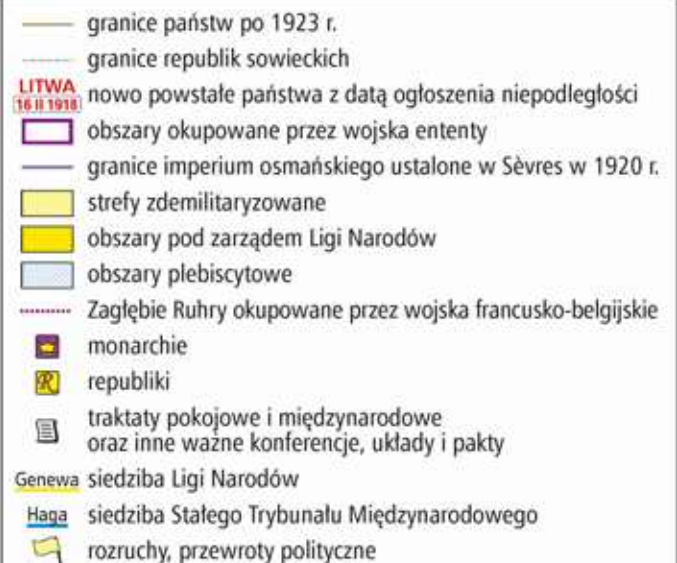 granice państw po 1923 r.
granice republik sowieckich
LITWA
16 II 1918
nowo powstałe państwa z datą ogłoszenia niepodległości
obszary okupowane przez wojska ententy
granice imperium osmańskiego ustalone w Sèvres w 1920 r.
strefy zdemilitaryzowane
obszary pod zarządem Ligi Narodów
obszary plebiscytowe
Zagłębie Ruhry okupowane przez wojska francusko-belgijskie
monarchie
R republiki
traktaty pokojowe i międzynarodowe
oraz inne ważne konferencje, układy i pakty
Genewa siedziba Ligi Narodów
Haga siedziba Stałego Trybunału Międzynarodowego
rozruchy, przewroty polityczne